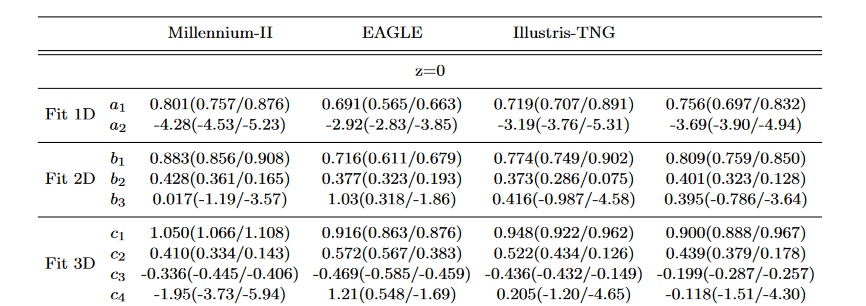 Millennium-II EAGLE Illustris-TNG
z=0
Fit 1D a1 0.801(0.757/0.876) 0.691(0.565/0.663) 0.719(0.707/0.891) 0.756(0.697/0.832)
a2 -4.28(-4.53/-5.23) -2.92(-2.83/-3.85) -3.19(-3.76/-5.31) -3.69(-3.90/-4.94)
b1 0.883(0.856/0.908) 0.716(0.611/0.679) 0.774(0.749/0.902) 0.809(0.759/0.850)
Fit 2D b2 0.428(0.361/0.165) 0.377(0.323/0.193) 0.373(0.286/0.075) 0.401(0.323/0.128)
b3 0.017(-1.19/-3.57) 1.03(0.318/-1.86) 0.416(-0.987/-4.58) 0.395(-0.786/-3.64)
c1 1.050(1.066/1.108) 0.916(0.863/0.876) 0.948(0.922/0.962) 0.900(0.888/0.967)
c2 0.410(0.334/0.143) 0.572(0.567/0.383) 0.522(0.434/0.126) 0.439(0.379/0.178)
Fit 3D c3 -0.336(-0.445/-0.406) -0.469(-0.585/-0.459) -0.436(-0.432/-0.149) -0.199(-0.287/-0.257)
c4 -1.95(-3.73/-5.94) 1.21(0.548/-1.69) 0.205(-1.20/-4.65) -0.118(-1.51/-4.30)